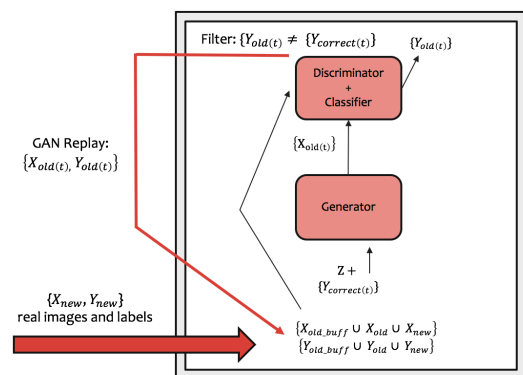 Filter: {Y_old(t) ≠ {Y_correct(t)}
{Y_old(t)}
Discriminator
+
Classifier
GAN Replay:
{X_old(t), Y_old(t)}
{X_old(t)}
Generator
Z +
{Y_correct(t)}
{X_new, Y_new}
real images and labels
{X_old_buff ∪ X_old ∪ X_new}
{Y_old_buff ∪ Y_old ∪ Y_new}